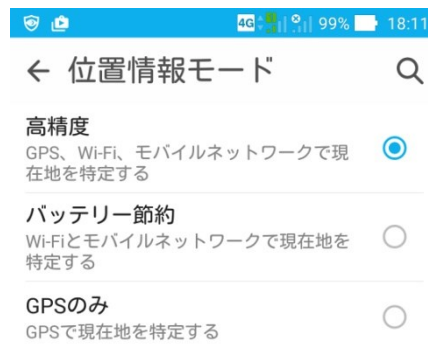 4G 99% 18:11
← 位置情報モード
高精度
GPS、Wi-Fi、モバイルネットワークで現
在地を特定する
バッテリー節約
Wi-Fiとモバイルネットワークで現在地を
特定する
GPSのみ
GPSで現在地を特定する